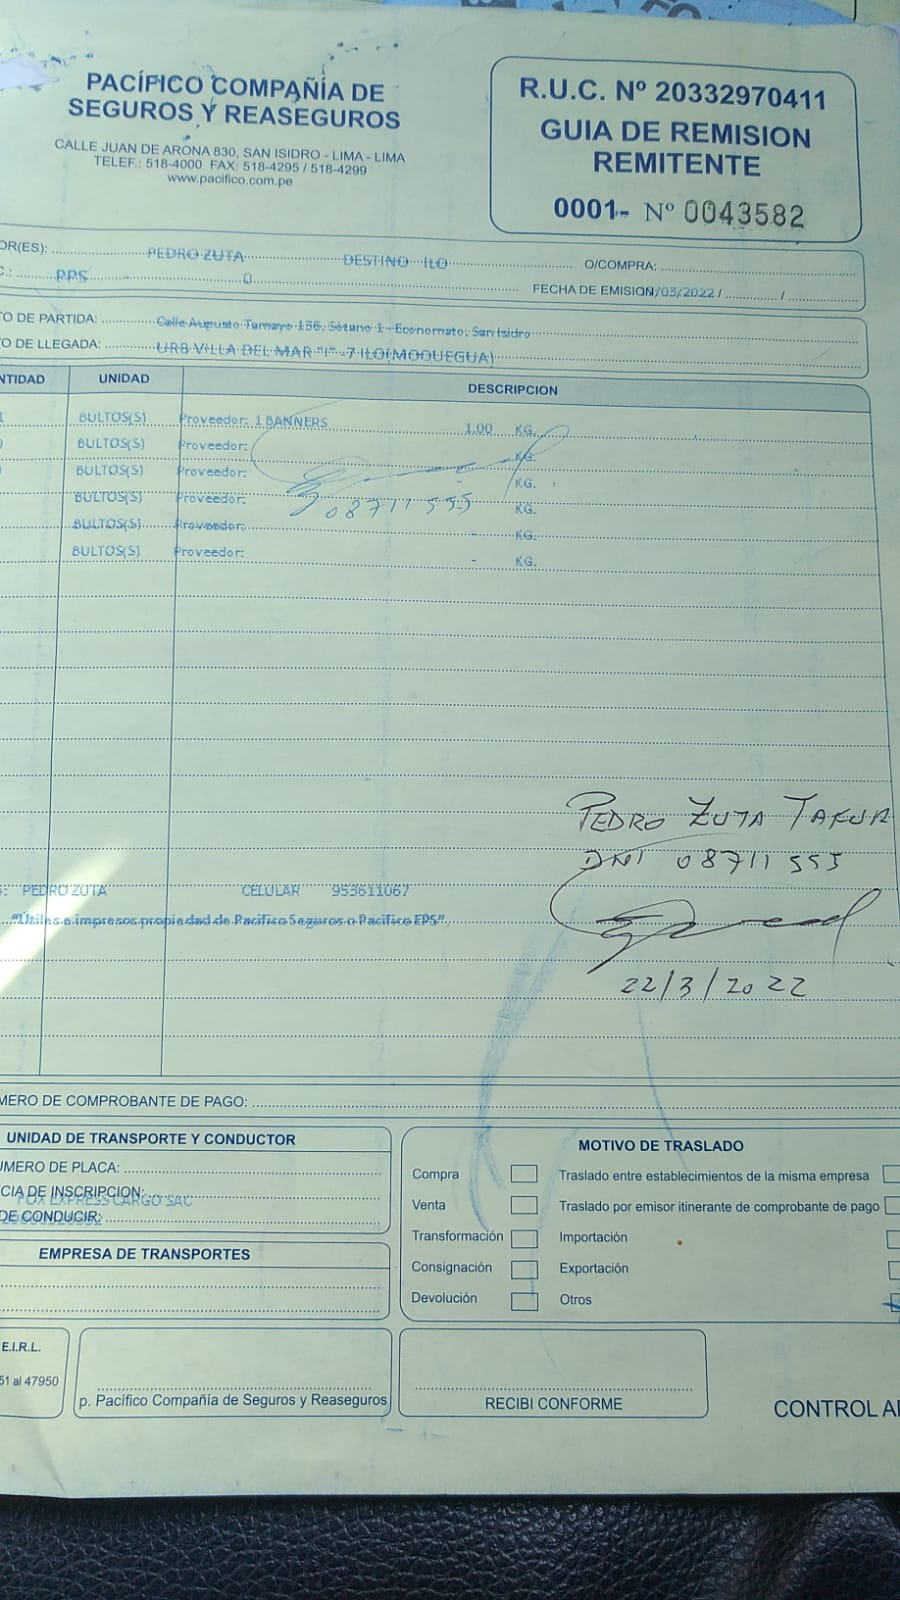 PACÍFICO COMPAÑÍA DE
SEGUROS Y REASEGUROS
CALLE JUAN DE ARONA 830, SAN ISIDRO - LIMA - LIMA
TELEF.: 518-4000 FAX: 518-4295 / 518-4299
www.pacifico.com.pe
R.U.C. Nº 20332970411
GUIA DE REMISION
REMITENTE
0001- Nº 0043582
OR(ES): PEDRO ZUTA DESTINO ILO O/COMPRA:
C.: PPS 0 FECHA DE EMISION /03/2022 / /
O DE PARTIDA: Calle Augusto Tamayo 136, Sótano 1 - Economato, San Isidro
O DE LLEGADA: URB VILLA DEL MAR "I" -7 ILO(MOQUEGUA)
NTIDAD UNIDAD DESCRIPCION
1 BULTOS(S) Proveedor: 1 BANNERS 1.00 KG.
BULTOS(S) Proveedor: KG.
BULTOS(S) Proveedor: - KG.
BULTOS(S) Proveedor: - KG.
08711555
BULTOS(S) Proveedor: - KG.
BULTOS(S) Proveedor: - KG.
PEDRO ZUTA TAFUR
DNI 08711555
: PEDRO ZUTA CELULAR 953611067
"Útiles e impresos propiedad de Pacifico Seguros o Pacifico EPS"
22/3/2022
MERO DE COMPROBANTE DE PAGO:
UNIDAD DE TRANSPORTE Y CONDUCTOR
UMERO DE PLACA:
CIA DE INSCRIPCION:
FOX EXPRESS CARGO SAC
DE CONDUCIR:
EMPRESA DE TRANSPORTES
MOTIVO DE TRASLADO
Compra Traslado entre establecimientos de la misma empresa
Venta Traslado por emisor itinerante de comprobante de pago
Transformación Importación
Consignación Exportación
Devolución Otros
E.I.R.L.
51 al 47950
p. Pacífico Compañía de Seguros y Reaseguros
RECIBI CONFORME
CONTROL A